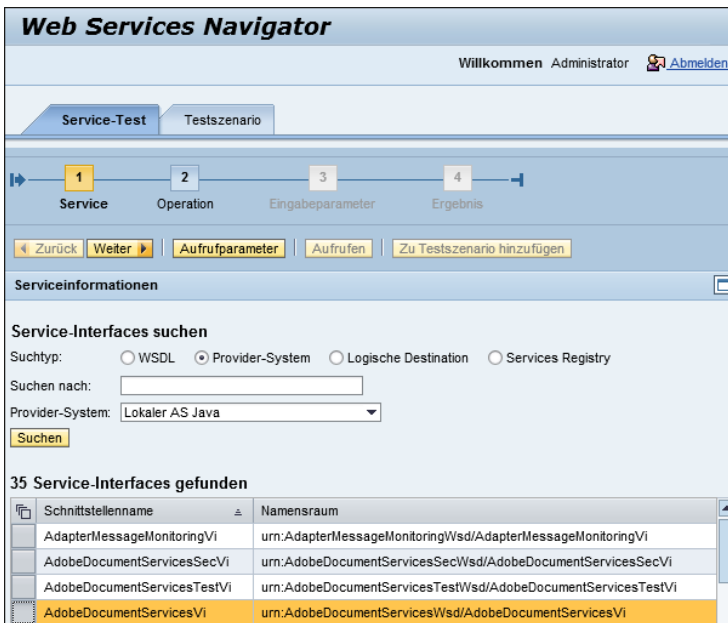 Web Services Navigator
Willkommen Administrator Abmelden
Service-Test Testszenario
1 2 3 4
Service Operation Eingabeparameter Ergebnis
Zurück Weiter Aufrufparameter Aufrufen Zu Testszenario hinzufügen
Serviceinformationen
Service-Interfaces suchen
Suchtyp: WSDL Provider-System Logische Destination Services Registry
Suchen nach:
Provider-System: Lokaler AS Java
Suchen
35 Service-Interfaces gefunden
Schnittstellenname Namensraum
AdapterMessageMonitoringVi urn:AdapterMessageMonitoringWsd/AdapterMessageMonitoringVi
AdobeDocumentServicesSecVi urn:AdobeDocumentServicesSecWsd/AdobeDocumentServicesSecVi
AdobeDocumentServicesTestVi urn:AdobeDocumentServicesTestWsd/AdobeDocumentServicesTestVi
AdobeDocumentServicesVi urn:AdobeDocumentServicesWsd/AdobeDocumentServicesVi